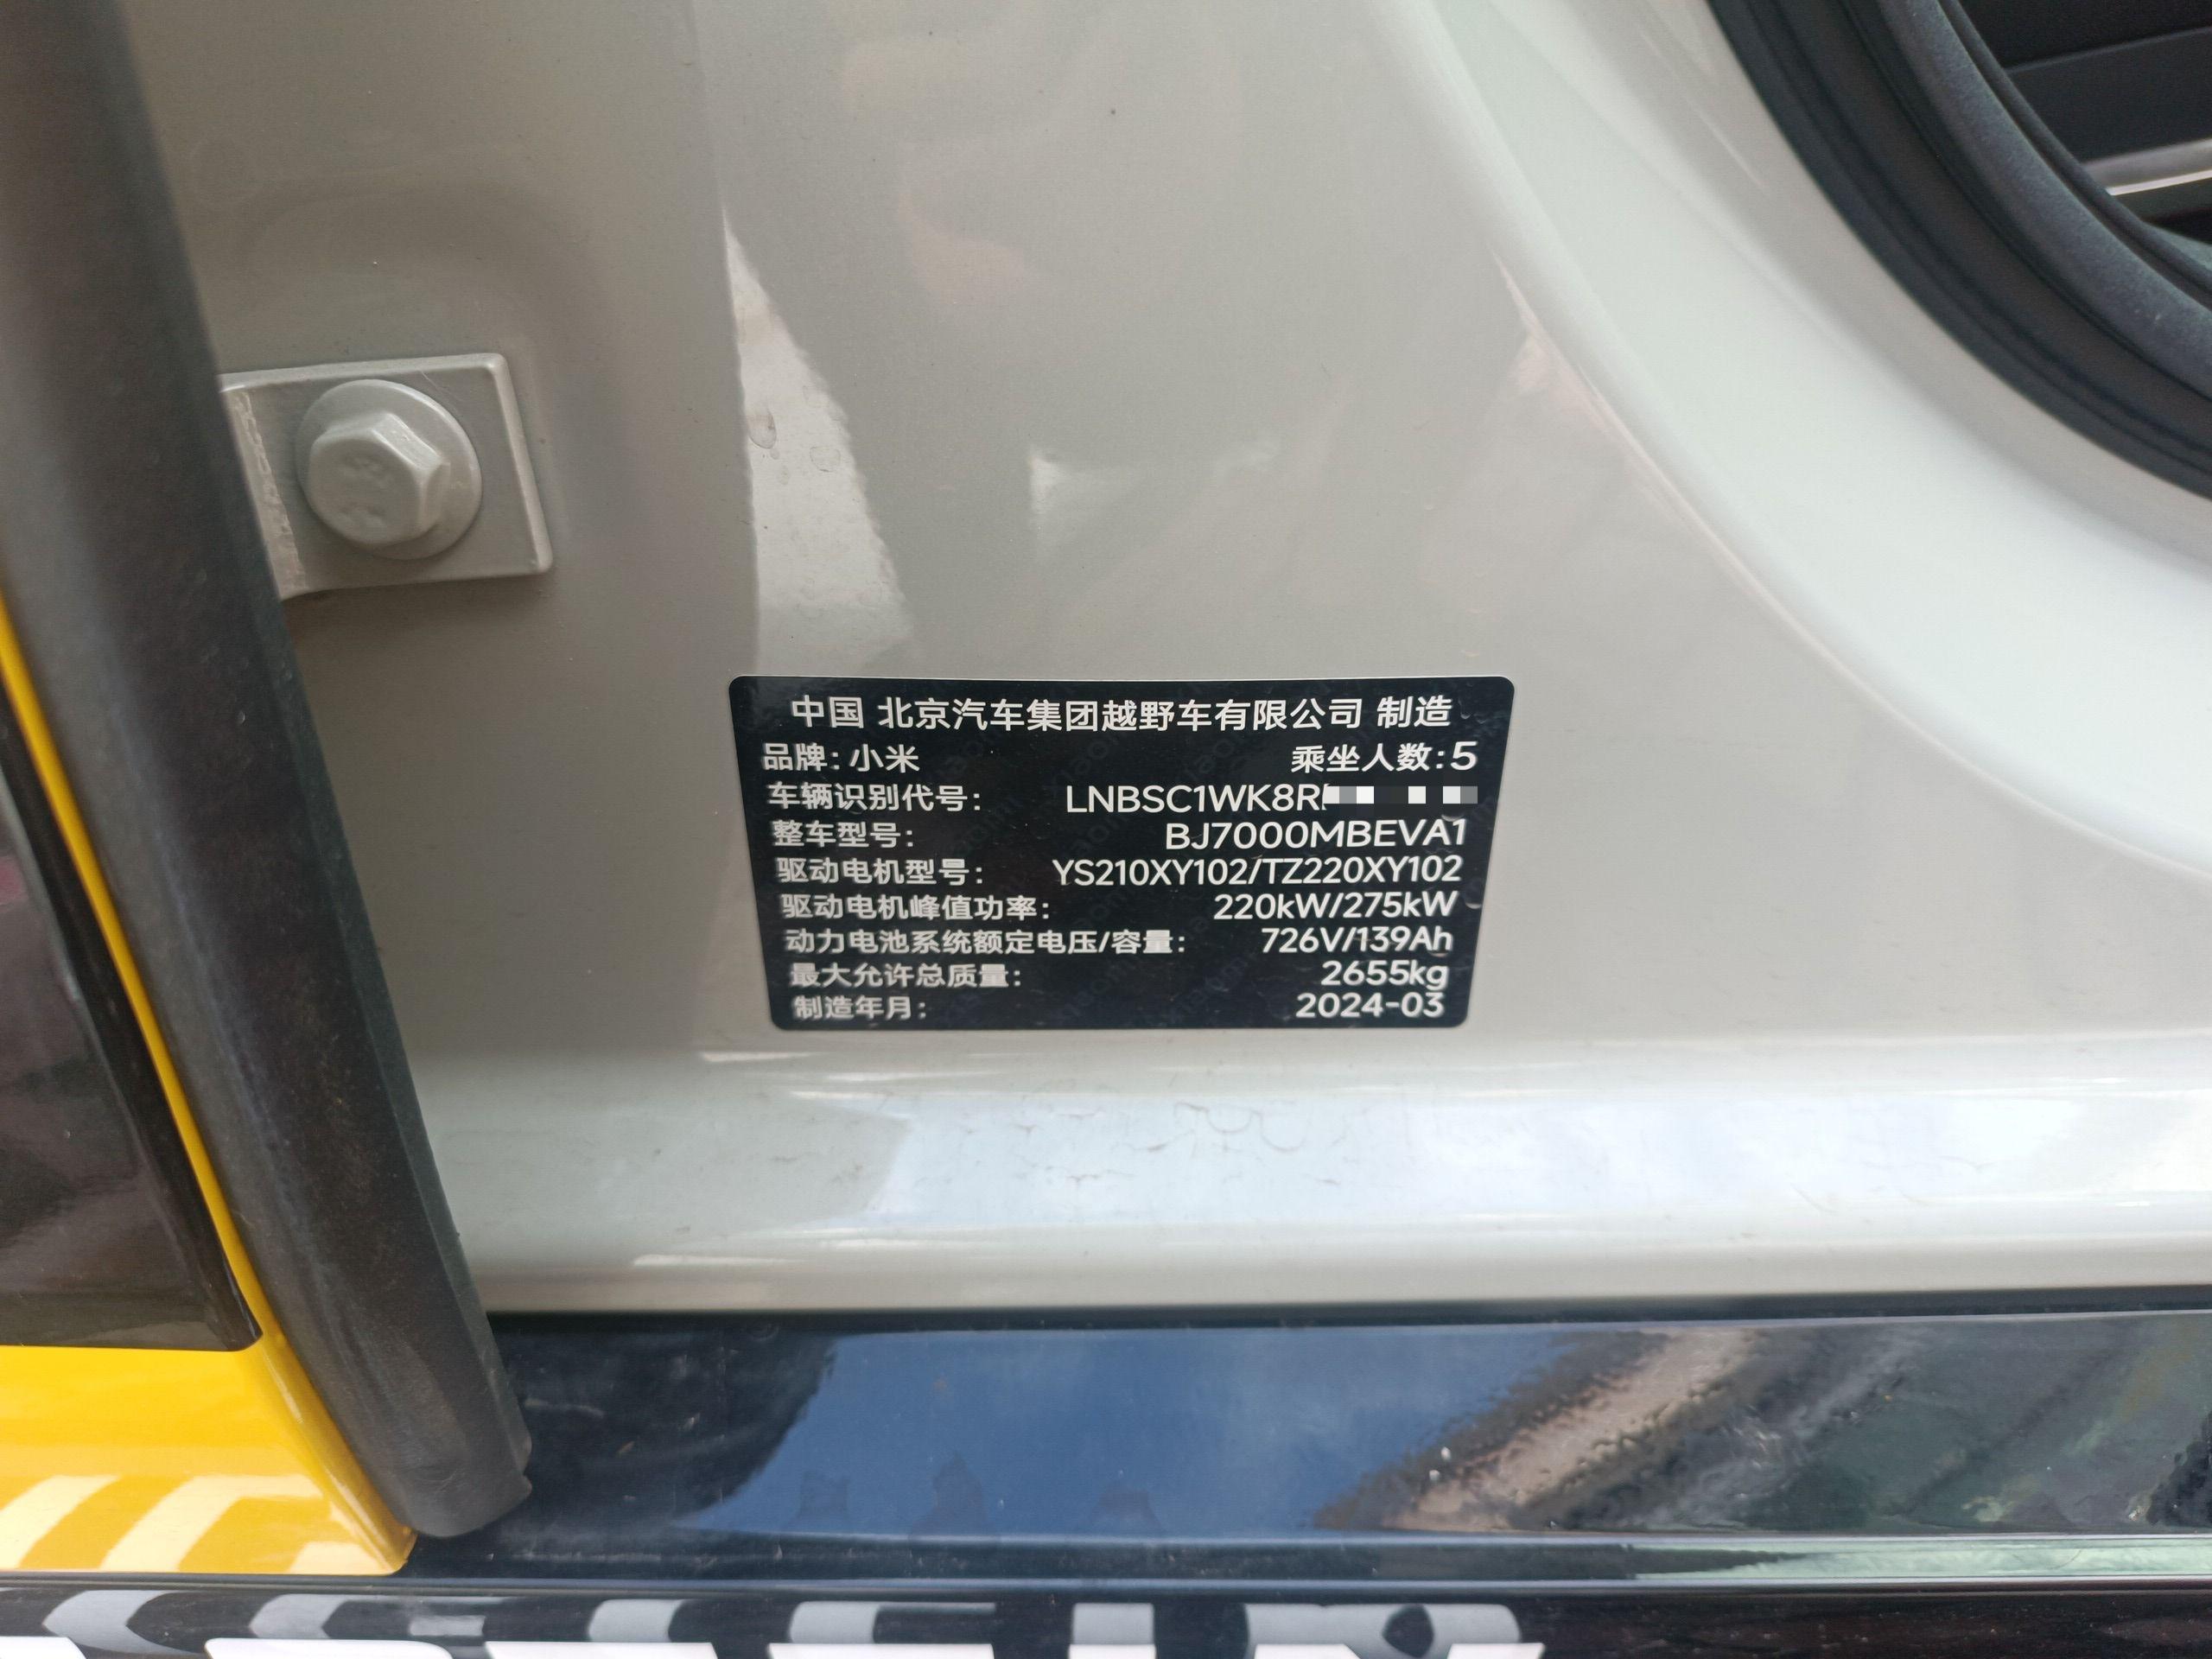 中国 北京汽车集团越野车有限公司 制造
品牌: 小米 乘坐人数: 5
车辆识别代号: LNBSC1WK8R
整车型号: BJ7000MBEVA1
驱动电机型号: YS210XY102/TZ220XY102
驱动电机峰值功率: 220kW/275kW
动力电池系统额定电压/容量: 726V/139Ah
最大允许总质量: 2655kg
制造年月: 2024-03